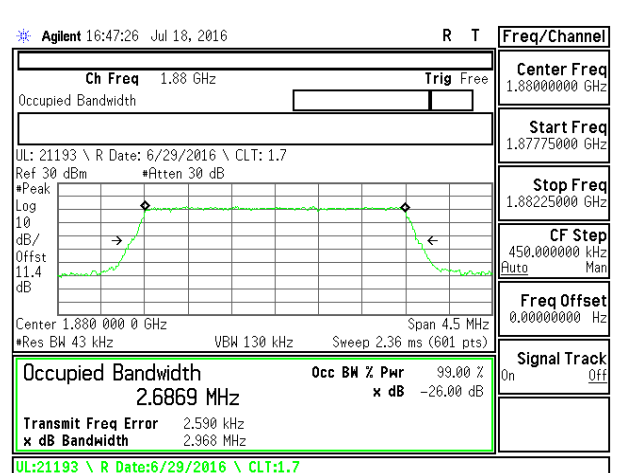 Agilent 16:47:26 Jul 18, 2016 R T
Freq/Channel
Ch Freq 1.88 GHz Trig Free
Occupied Bandwidth
Center Freq
1.88000000 GHz
Start Freq
1.87775000 GHz
Stop Freq
1.88225000 GHz
CF Step
450.000000 kHz
Auto Man
Freq Offset
0.00000000 Hz
Signal Track
On Off
UL: 21193 \ R Date: 6/29/2016 \ CLT: 1.7
Ref 30 dBm #Atten 30 dB
#Peak
Log
10
dB/
Offst
11.4
dB
Center 1.880 000 0 GHz Span 4.5 MHz
#Res BW 43 kHz VBW 130 kHz Sweep 2.36 ms (601 pts)
Occupied Bandwidth Occ BW % Pwr 99.00 %
2.6869 MHz x dB -26.00 dB
Transmit Freq Error 2.590 kHz
x dB Bandwidth 2.968 MHz
UL:21193 \ R Date:6/29/2016 \ CLT:1.7